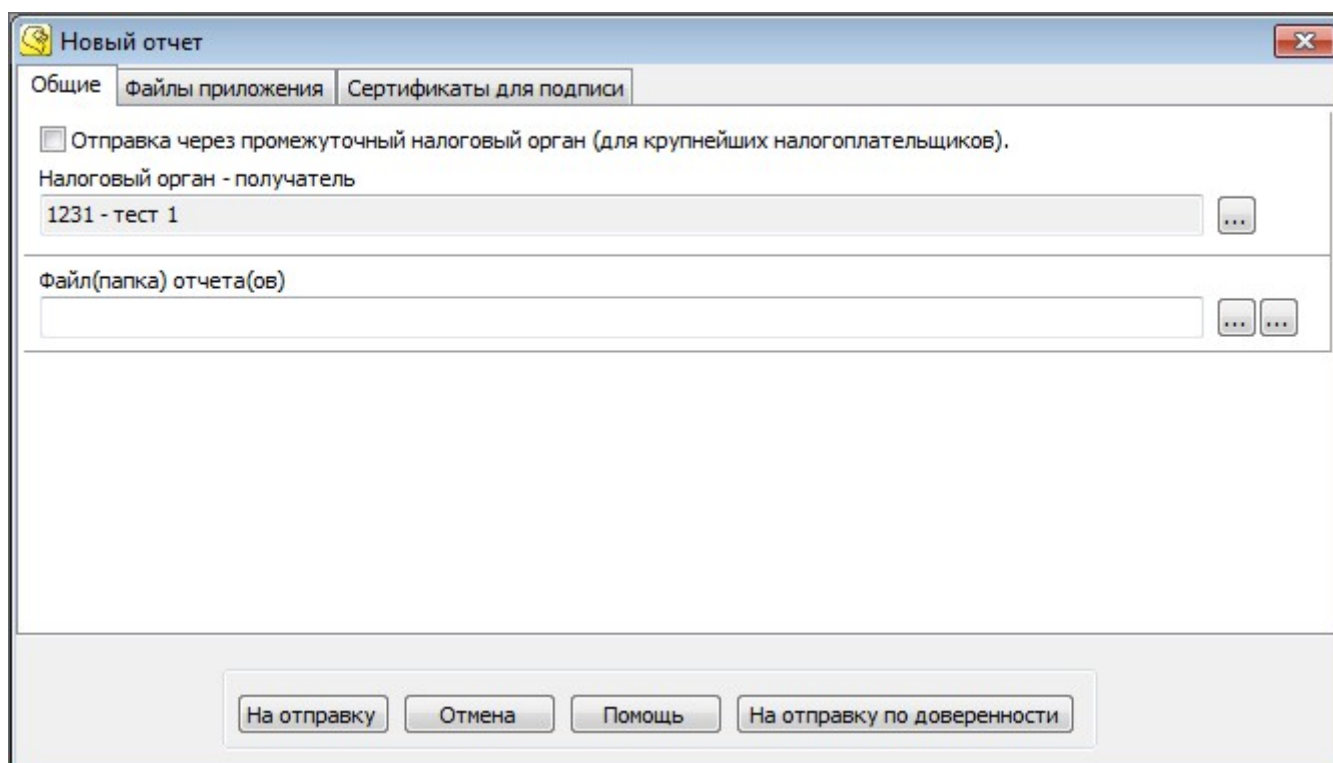 Новый отчет
Общие Файлы приложения Сертификаты для подписи
Отправка через промежуточный налоговый орган (для крупнейших налогоплательщиков).
Налоговый орган - получатель
1231 - тест 1
...
Файл(папка) отчета(ов)
... ...
На отправку Отмена Помощь На отправку по доверенности